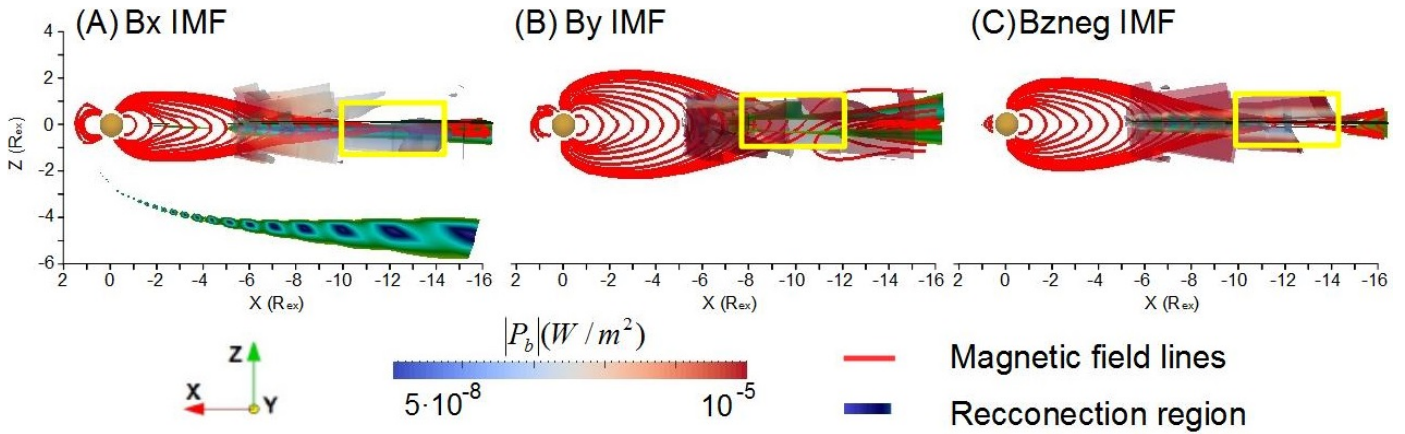 (A) Bx IMF
(B) By IMF
(C)Bzneg IMF
4
2
0
-2
-4
-6
Z (Rex)
2 0 -2 -4 -6 -8 -10 -12 -14 -16
X (Rex)
2 0 -2 -4 -6 -8 -10 -12 -14 -16
X (Rex)
2 0 -2 -4 -6 -8 -10 -12 -14 -16
X (Rex)
Z
X
Y
|P_b|(W / m²)
5·10⁻⁸ 10⁻⁵
Magnetic field lines
Recconection region